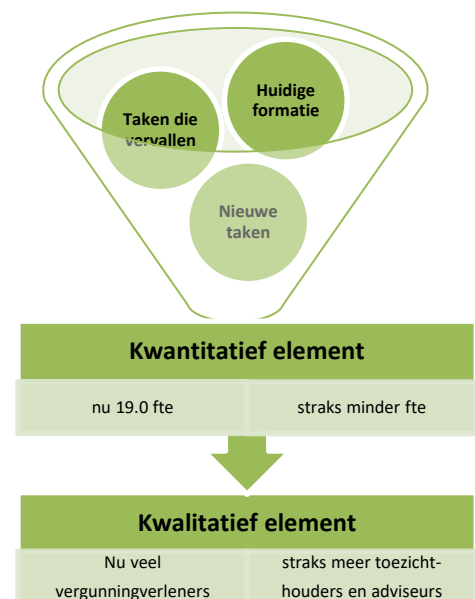 Huidige
formatie
Taken die
vervallen
Nieuwe
taken
Kwantitatief element
nu 19.0 fte
straks minder fte
Kwalitatief element
Nu veel
vergunningverleners
straks meer toezicht-
houders en adviseurs